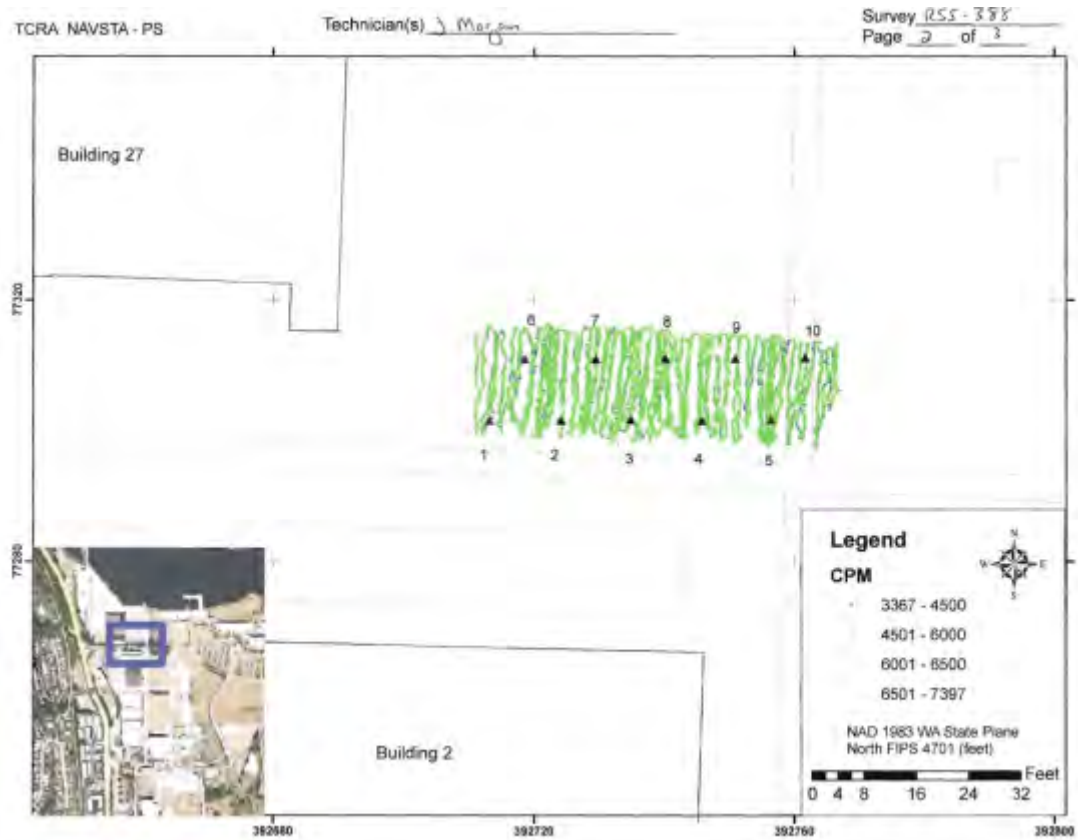 TCRA NAVSTA - PS
Technician(s) J Morgan
Survey RSS-388
Page 2 of 3
Building 27
77320
6 7 8 9 10
1 2 3 4 5
77280
Legend
CPM
N
W E
S
3367 - 4500
4501 - 6000
6001 - 6500
6501 - 7397
NAD 1983 WA State Plane
North FIPS 4701 (feet)
Feet
0 4 8 16 24 32
Building 2
392680 392720 392760 392800